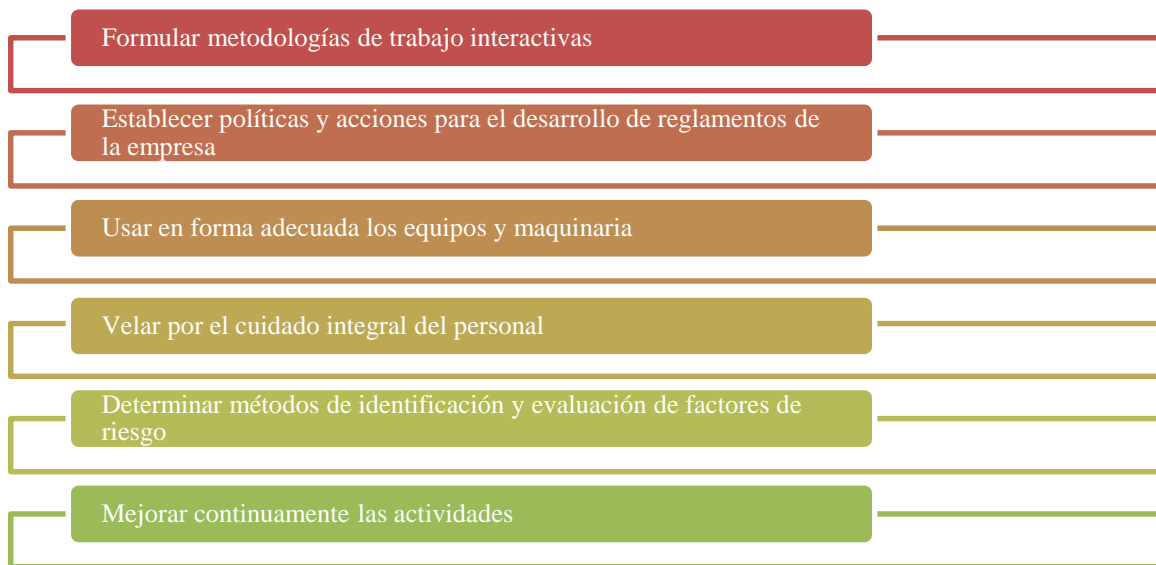 Formular metodologías de trabajo interactivas
Establecer políticas y acciones para el desarrollo de reglamentos de
la empresa
Usar en forma adecuada los equipos y maquinaria
Velar por el cuidado integral del personal
Determinar métodos de identificación y evaluación de factores de
riesgo
Mejorar continuamente las actividades